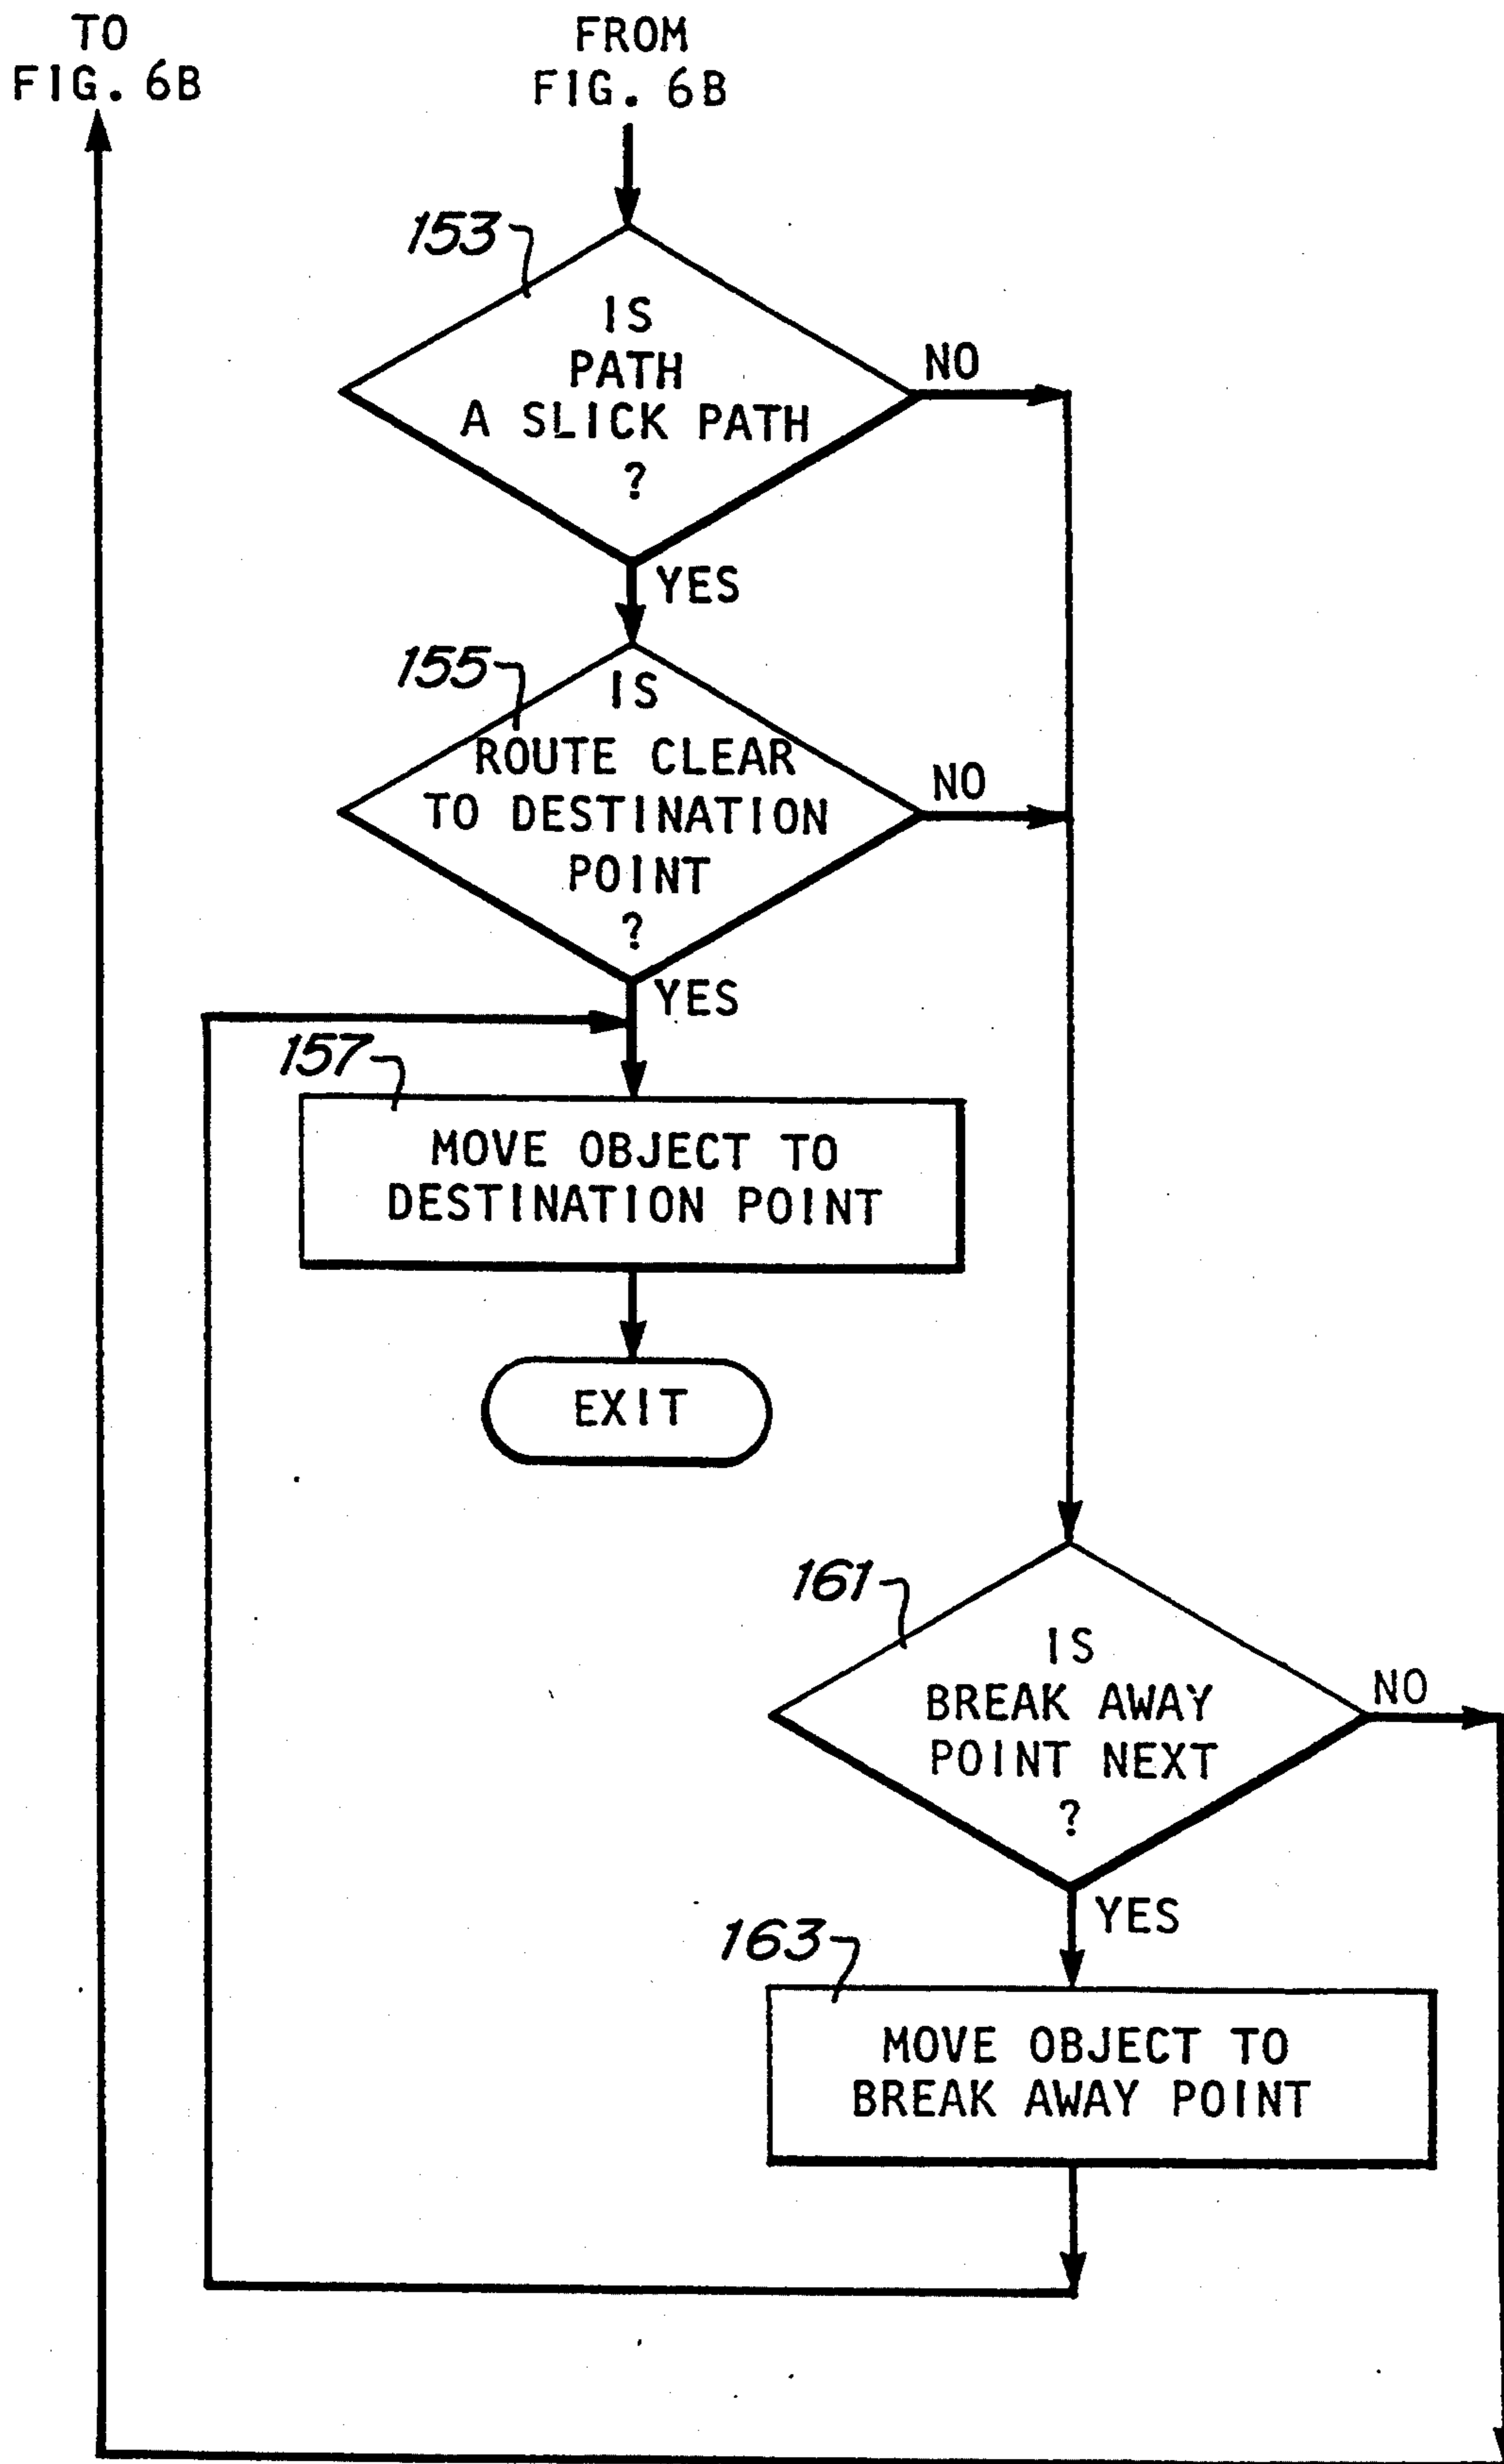 TO
FIG. 6B
FROM
FIG. 6B
153
IS
PATH
A SLICK PATH
?
NO
YES
155
IS
ROUTE CLEAR
TO DESTINATION
POINT
?
NO
YES
157
MOVE OBJECT TO
DESTINATION POINT
EXIT
161
IS
BREAK AWAY
POINT NEXT
?
NO
YES
163
MOVE OBJECT TO
BREAK AWAY POINT